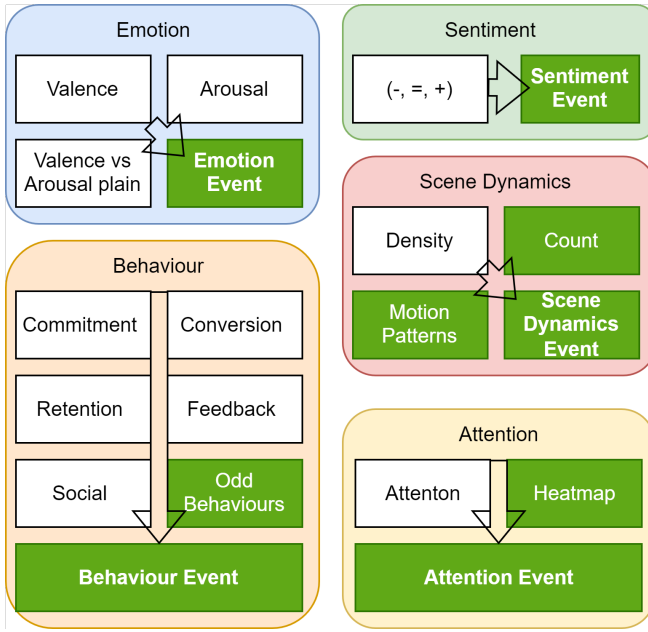 Emotion
Valence
Arousal
Valence vs
Arousal plain
Emotion
Event
Sentiment
(-, =, +)
Sentiment
Event
Scene Dynamics
Density
Count
Motion
Patterns
Scene
Dynamics
Event
Behaviour
Commitment
Conversion
Retention
Feedback
Social
Odd
Behaviours
Behaviour Event
Attention
Attenton
Heatmap
Attention Event